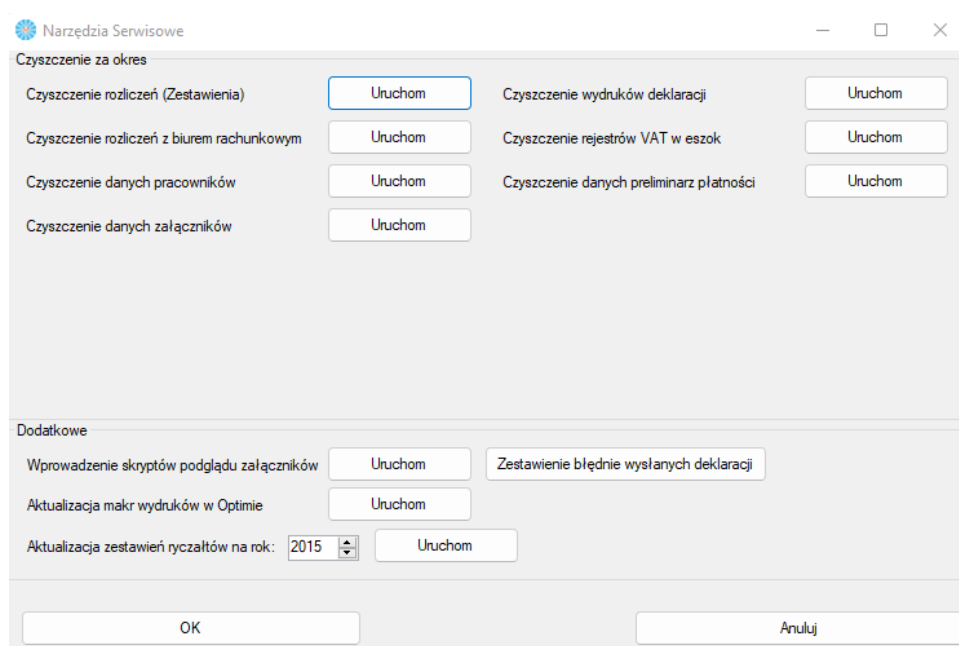 Narzędzia Serwisowe
Czyszczenie za okres
Czyszczenie rozliczeń (Zestawienia) Uruchom Czyszczenie wydruków deklaracji Uruchom
Czyszczenie rozliczeń z biurem rachunkowym Uruchom Czyszczenie rejestrów VAT w eszok Uruchom
Czyszczenie danych pracowników Uruchom Czyszczenie danych preliminarz płatności Uruchom
Czyszczenie danych załączników Uruchom
Dodatkowe
Wprowadzenie skryptów podglądu załączników Uruchom Zestawienie błędnie wysłanych deklaracji
Aktualizacja makr wydruków w Optimie Uruchom
Aktualizacja zestawień ryczałtów na rok: 2015 Uruchom
OK Anuluj